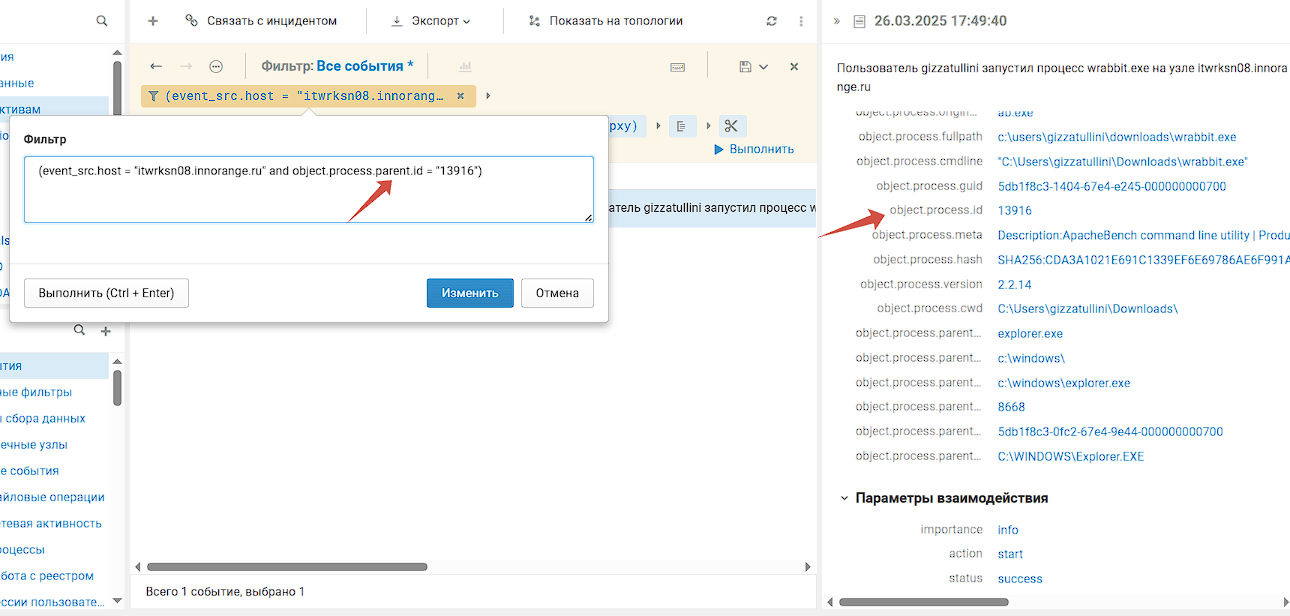 Связать с инцидентом
Экспорт
Показать на топологии
Фильтр: Все события *
(event_src.host = "itwrksn08.innorang…
рху)
Выполнить
Фильтр
(event_src.host = "itwrksn08.innorange.ru" and object.process.parent.id = "13916")
Выполнить (Ctrl + Enter)
Изменить
Отмена
атель gizzatullini запустил процесс w
ия
анные
ктивам
ls
DA
тия
ные фильтры
ы сбора данных
ечные узлы
е события
айловые операции
тевая активность
роцессы
бота с реестром
ссии пользовате…
Всего 1 событие, выбрано 1
26.03.2025 17:49:40
Пользователь gizzatullini запустил процесс wrabbit.exe на узле itwrksn08.innora
nge.ru
object.process.origin… ab.exe
object.process.fullpath c:\users\gizzatullini\downloads\wrabbit.exe
object.process.cmdline "C:\Users\gizzatullini\Downloads\wrabbit.exe"
object.process.guid 5db1f8c3-1404-67e4-e245-000000000700
object.process.id 13916
object.process.meta Description:ApacheBench command line utility | Produ
object.process.hash SHA256:CDA3A1021E691C1339EF6E69786AE6F991A
object.process.version 2.2.14
object.process.cwd C:\Users\gizzatullini\Downloads\
object.process.parent… explorer.exe
object.process.parent… c:\windows\
object.process.parent… c:\windows\explorer.exe
object.process.parent… 8668
object.process.parent… 5db1f8c3-0fc2-67e4-9e44-000000000700
object.process.parent… C:\WINDOWS\Explorer.EXE
Параметры взаимодействия
importance info
action start
status success